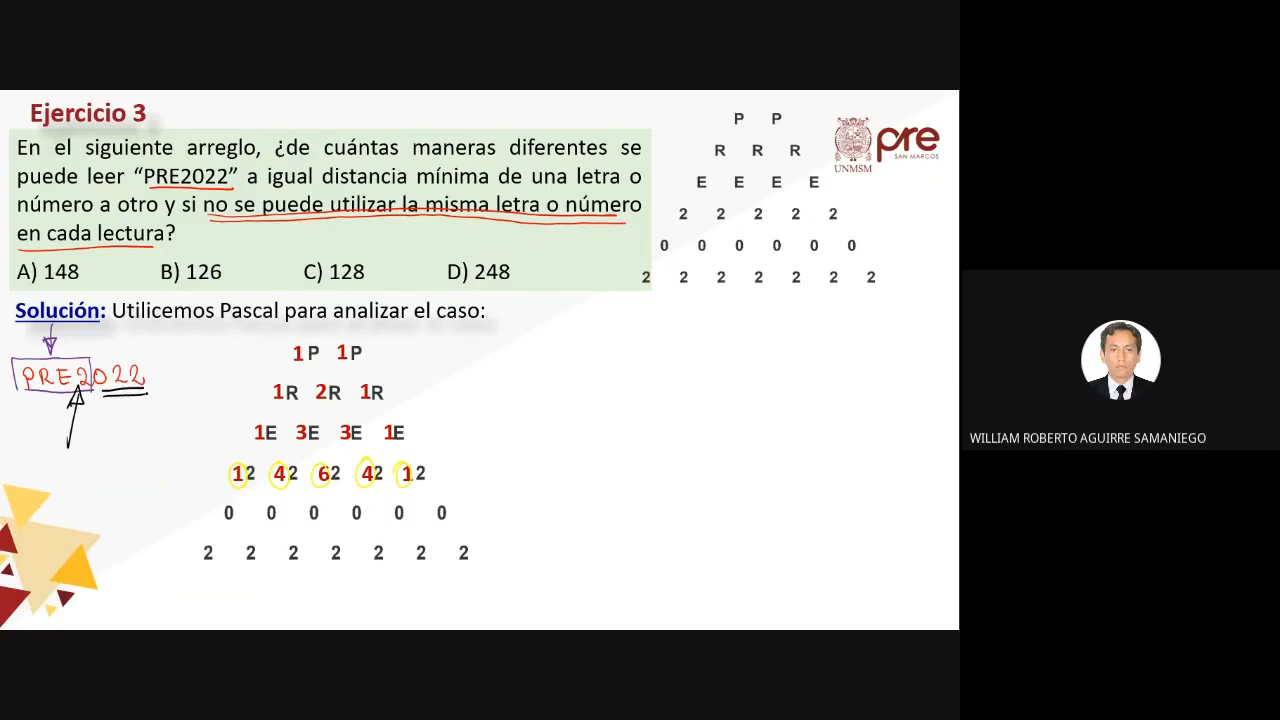 Ejercicio 3
En el siguiente arreglo, ¿de cuántas maneras diferentes se
puede leer “PRE2022” a igual distancia mínima de una letra o
número a otro y si no se puede utilizar la misma letra o número
en cada lectura?
A) 148 B) 126 C) 128 D) 248
P P
R R R
E E E E
2 2 2 2 2
0 0 0 0 0 0
2 2 2 2 2 2 2
UNMSM
pre
SAN MARCOS
Solución: Utilicemos Pascal para analizar el caso:
PRE2022
1P 1P
1R 2R 1R
1E 3E 3E 1E
12 42 62 42 12
0 0 0 0 0 0
2 2 2 2 2 2 2
WILLIAM ROBERTO AGUIRRE SAMANIEGO